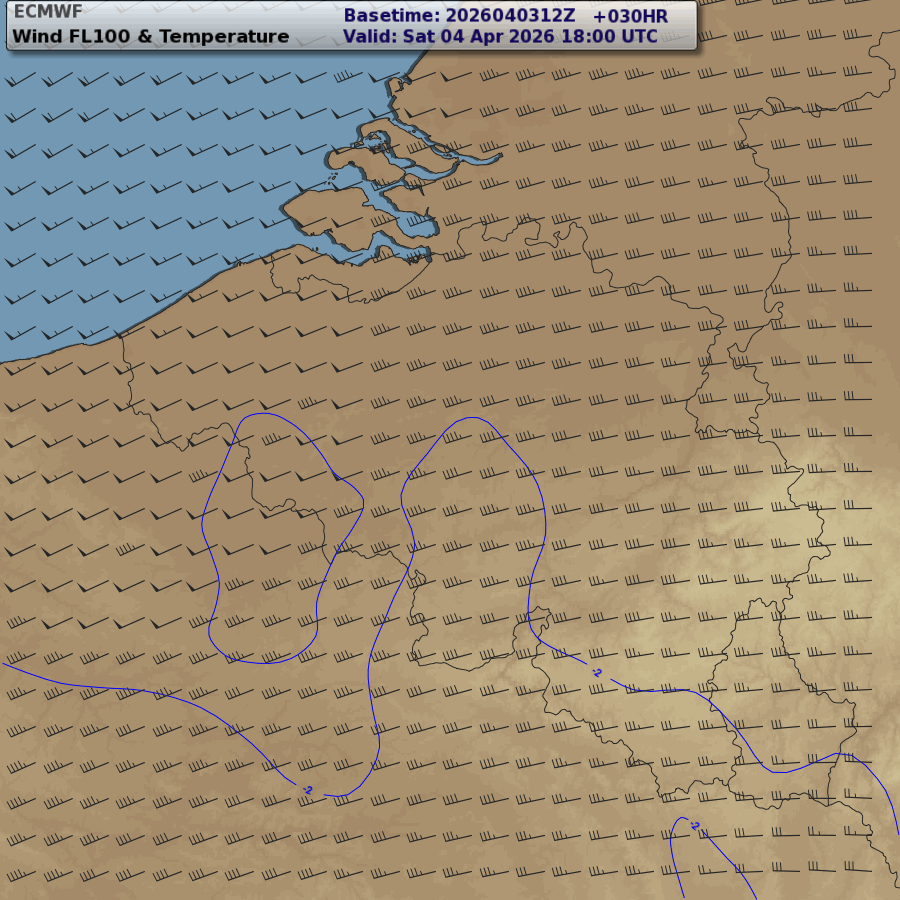 ECMWF
Wind FL100 & Temperature
Basetime: 2026040312Z +030HR
Valid: Sat 04 Apr 2026 18:00 UTC
-2
-2
-2